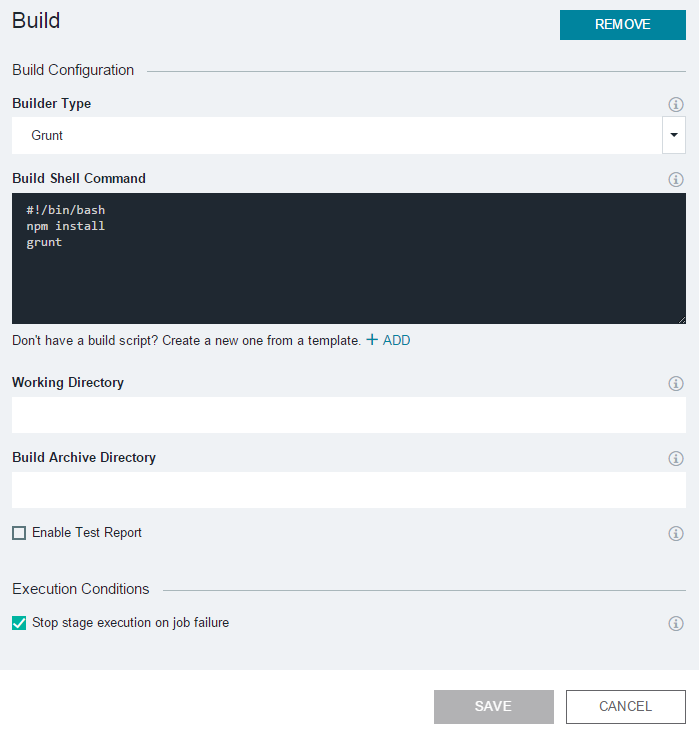 Build
REMOVE
Build Configuration
Builder Type
Grunt
Build Shell Command
#!/bin/bash
npm install
grunt
Don't have a build script? Create a new one from a template. + ADD
Working Directory
Build Archive Directory
Enable Test Report
Execution Conditions
Stop stage execution on job failure
SAVE
CANCEL